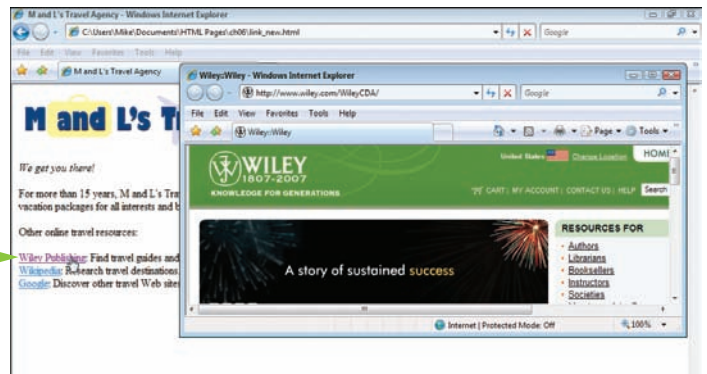 M and L's Travel Agency - Windows Internet Explorer
C:\Users\Mike\Documents\HTML Pages\ch06\link_new.html
Google
File Edit View Favorites Tools Help
M and L's Travel Agency
M and L's T
We get you there!
For more than 15 years, M and L's Tra
vacation packages for all interests and b
Other online travel resources:
Wiley Publishing: Find travel guides and
Wikipedia: Research travel destinations.
Google: Discover other travel Web sites
Wiley::Wiley - Windows Internet Explorer
http://www.wiley.com/WileyCDA/
Google
File Edit View Favorites Tools Help
Wiley::Wiley
Page
Tools
WILEY
1807-2007
KNOWLEDGE FOR GENERATIONS
United States Change Location HOME
CART | MY ACCOUNT | CONTACT US | HELP Search
A story of sustained success
RESOURCES FOR
Authors
Librarians
Booksellers
Instructors
Societies
Internet | Protected Mode: Off
100%